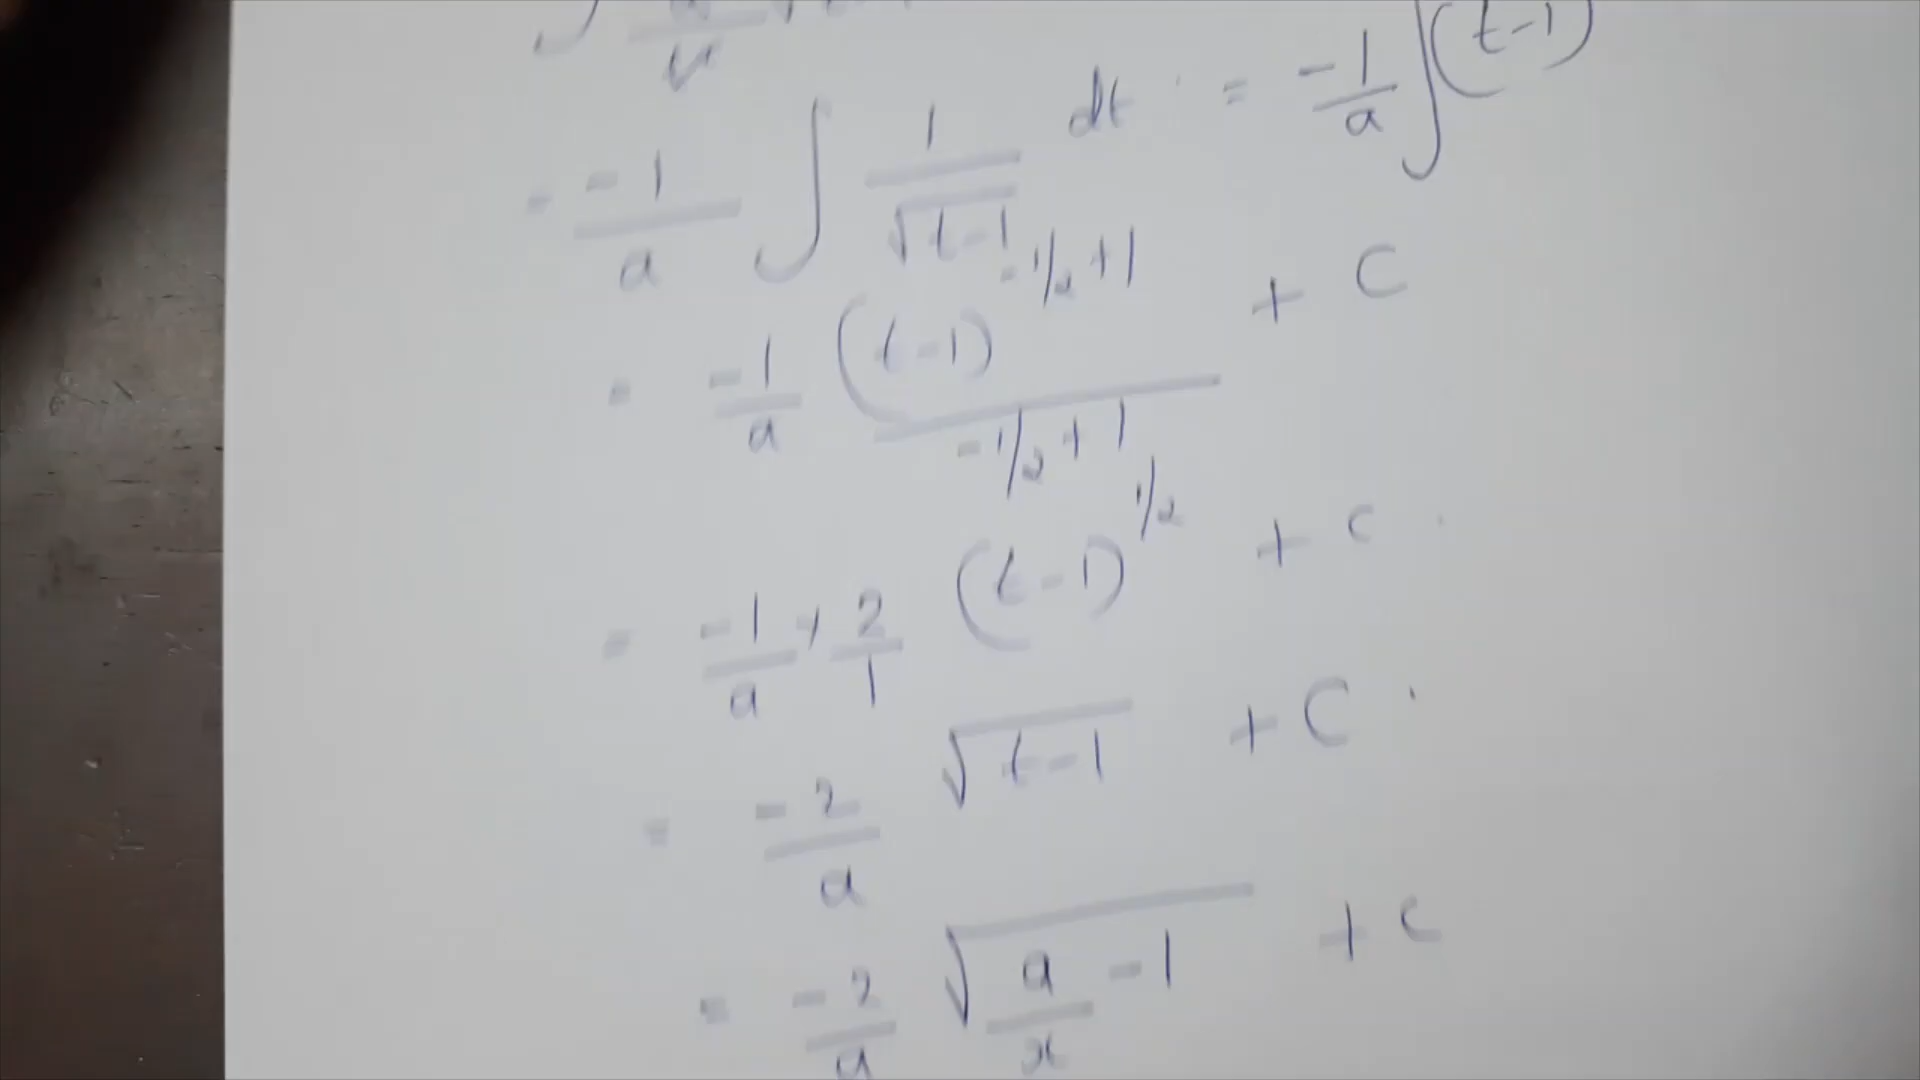 = -1/a ∫ 1/√(t-1) dt = -1/a ∫ (t-1)
= -1/a (t-1)^(-1/2+1) / (-1/2+1) + C
= -1/a × 2/1 (t-1)^(1/2) + C
= -2/a √(t-1) + C
= -2/a √(a/x - 1) + C